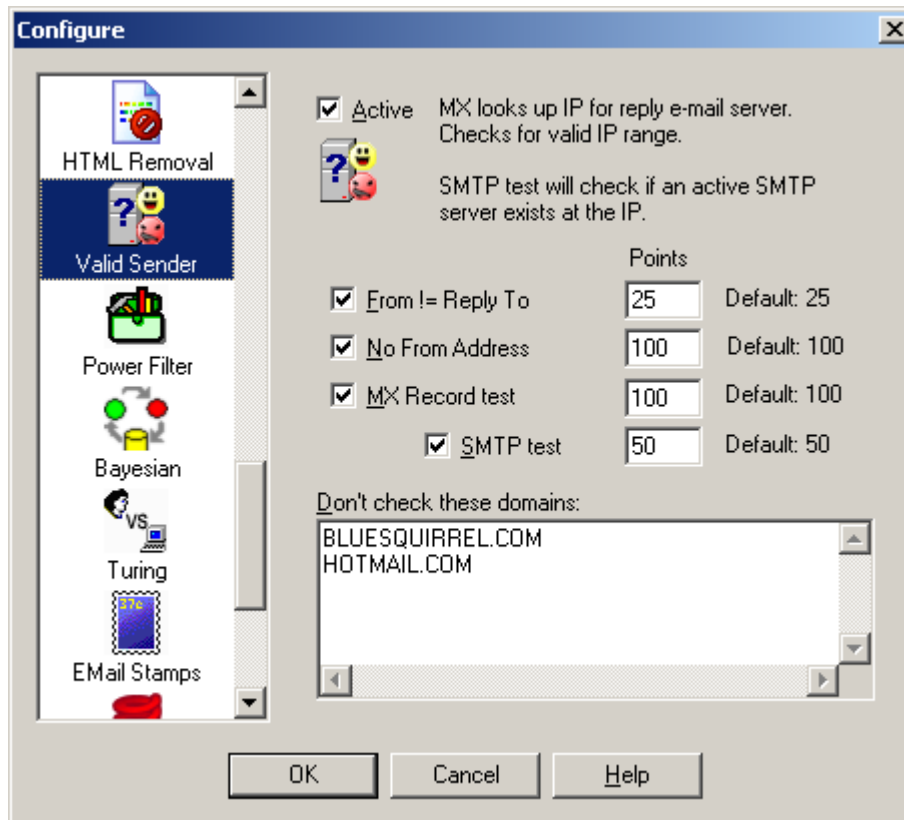 Configure
HTML Removal
Valid Sender
Power Filter
Bayesian
VS
Turing
37c
EMail Stamps
Active
MX looks up IP for reply e-mail server.
Checks for valid IP range.
SMTP test will check if an active SMTP
server exists at the IP.
Points
From != Reply To 25 Default: 25
No From Address 100 Default: 100
MX Record test 100 Default: 100
SMTP test 50 Default: 50
Don't check these domains:
BLUESQUIRREL.COM
HOTMAIL.COM
OK Cancel Help